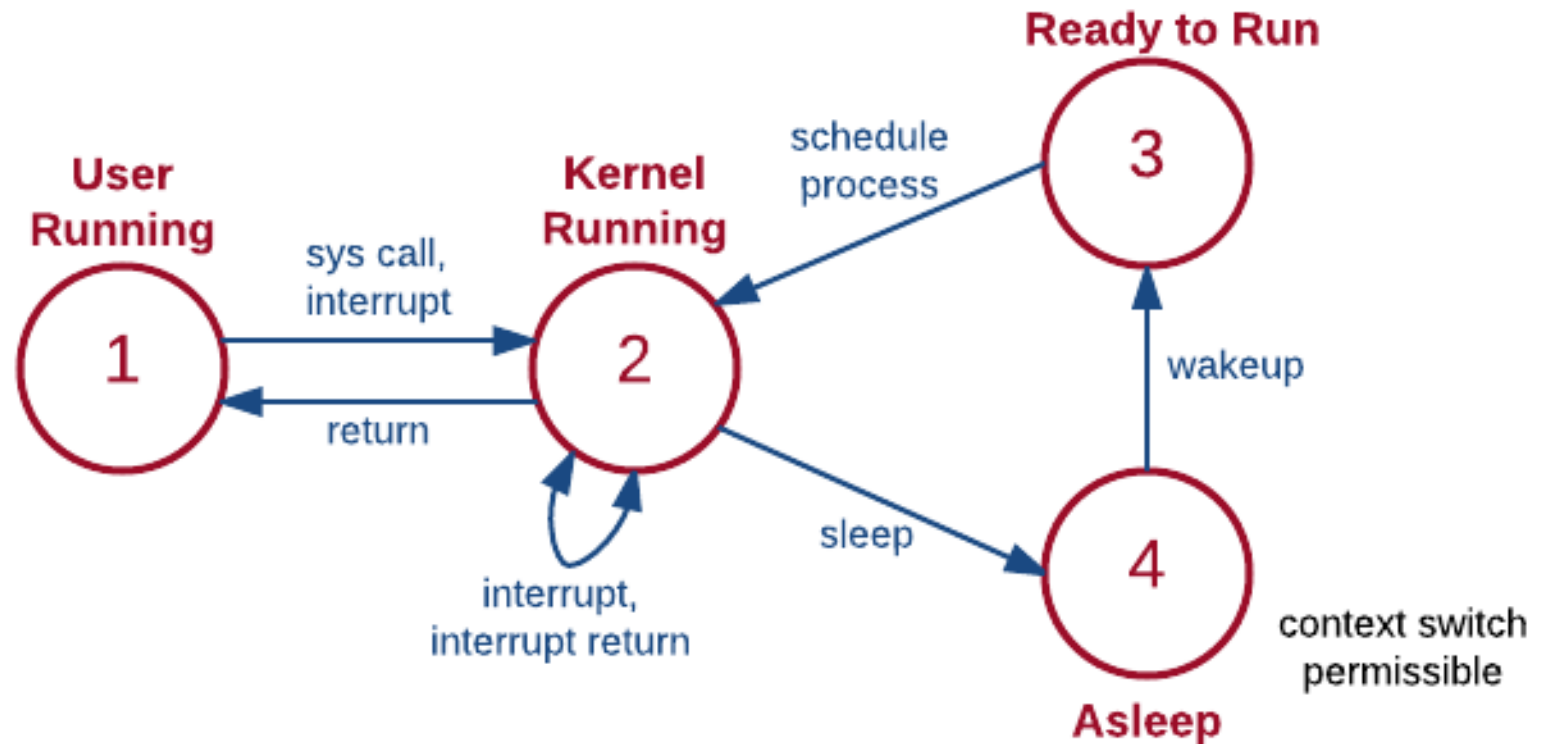 Ready to Run
3
schedule
process
User
Running
Kernel
Running
sys call,
interrupt
1
2
return
wakeup
sleep
4
interrupt,
interrupt return
context switch
permissible
Asleep